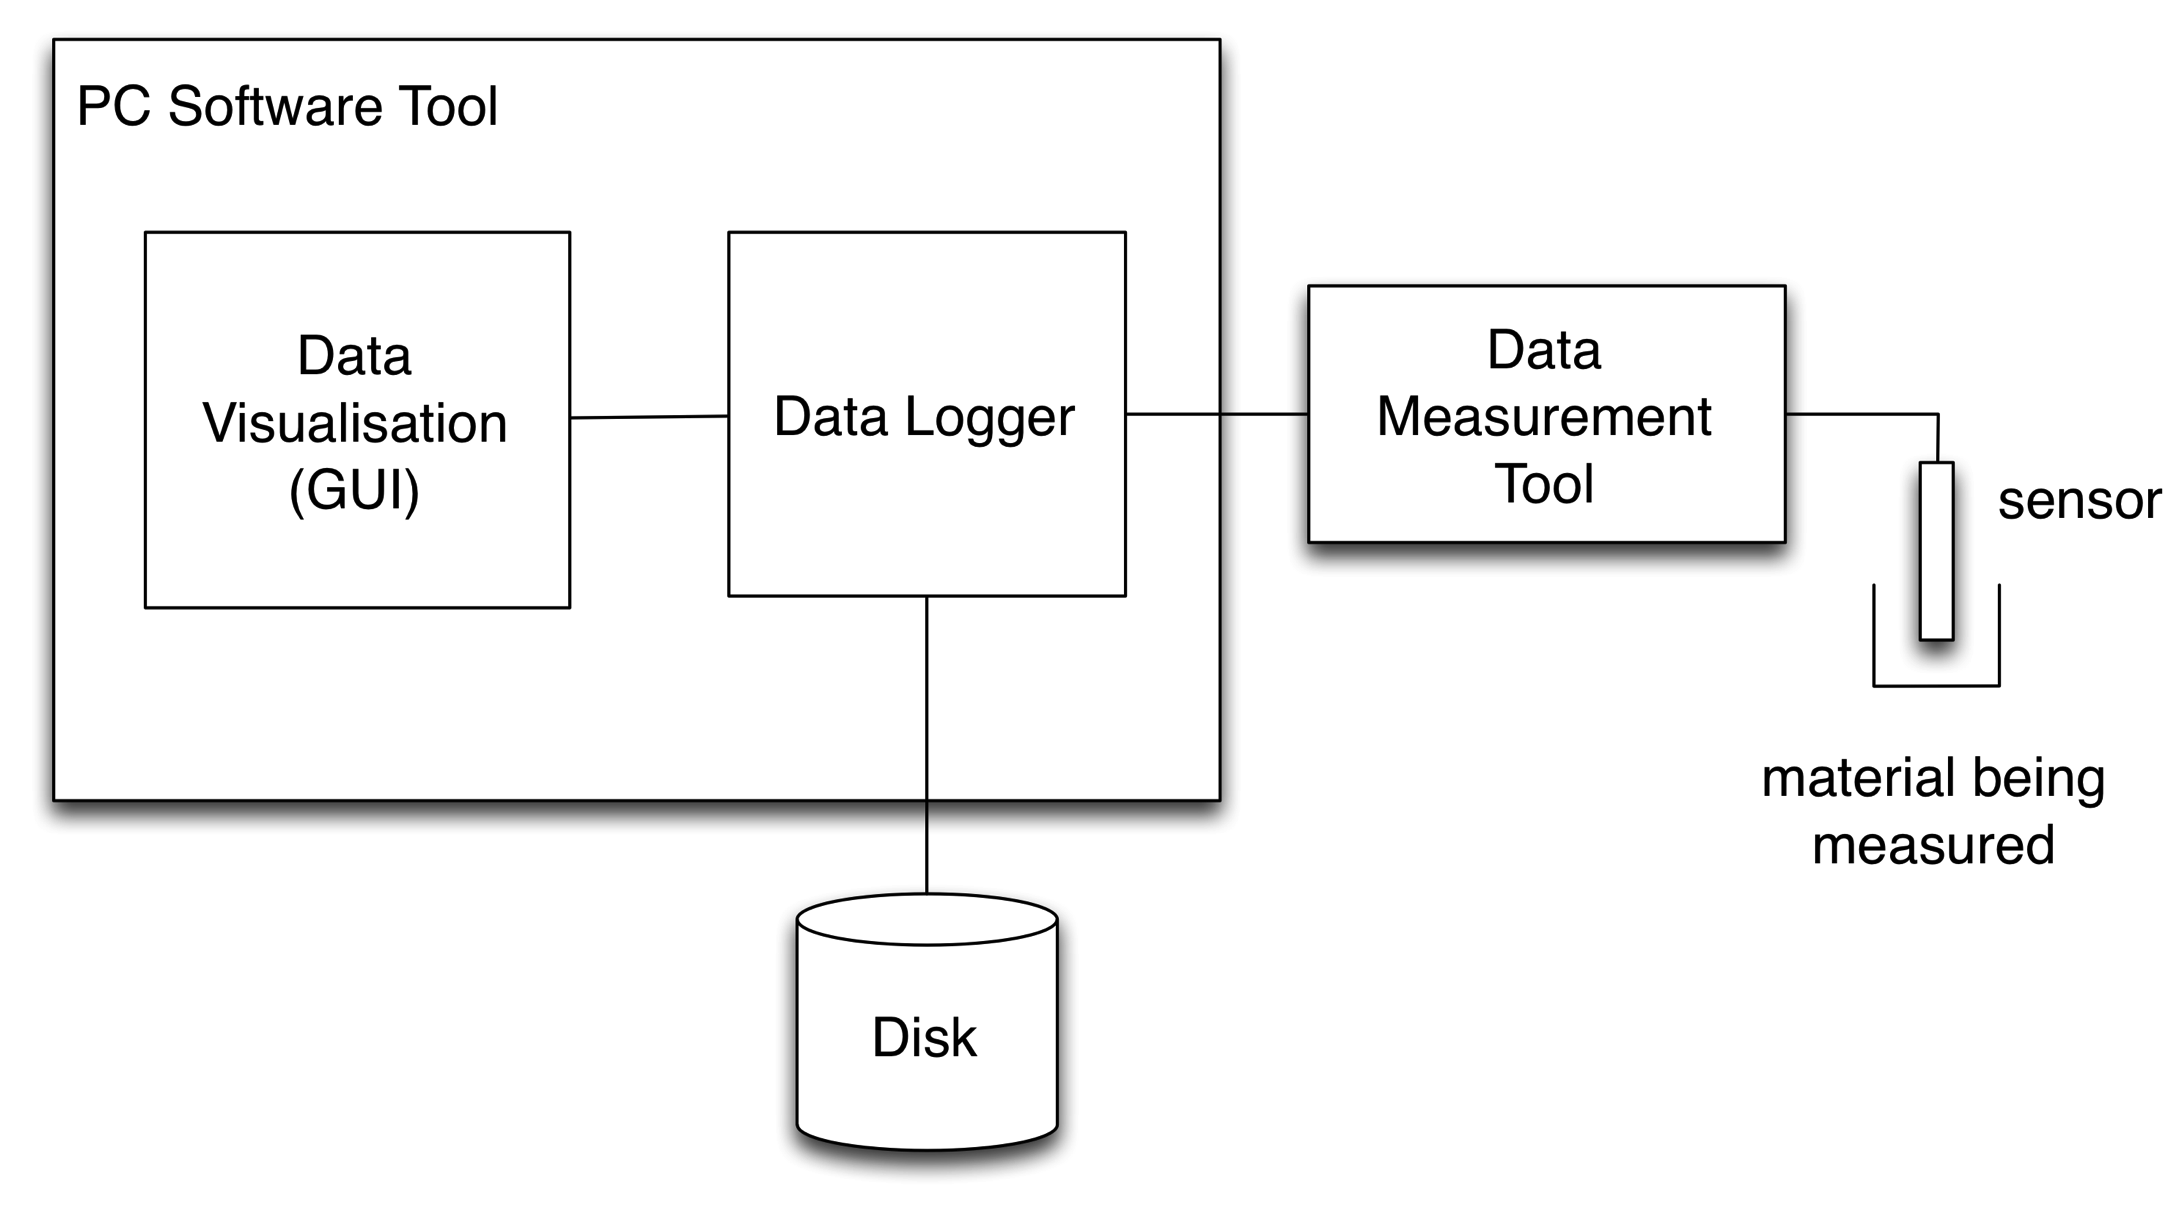 PC Software Tool
Data
Visualisation
(GUI)
Data Logger
Data
Measurement
Tool
sensor
material being
measured
Disk